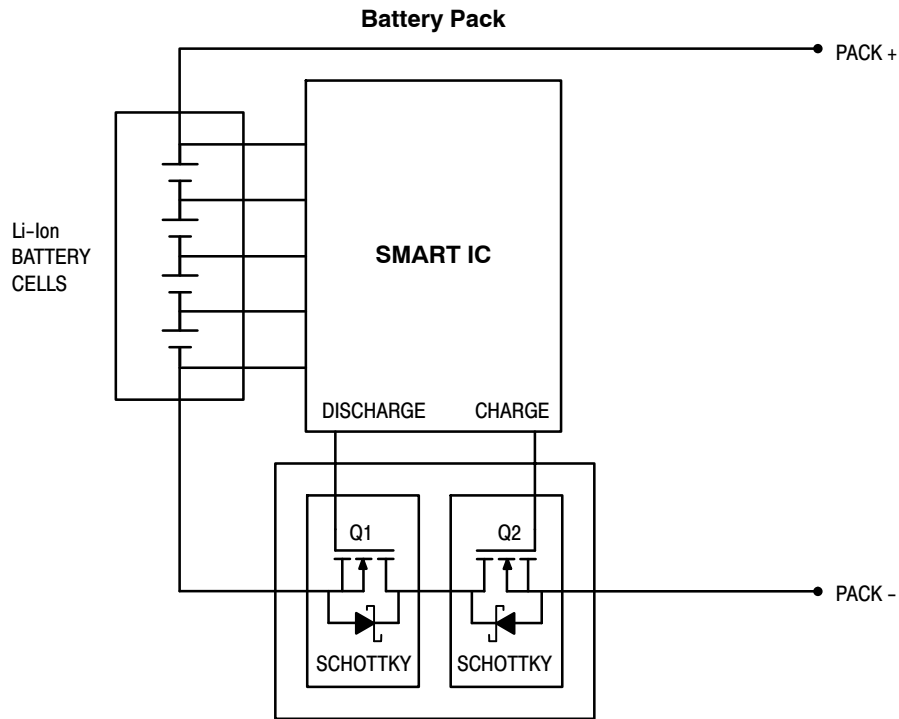 Battery Pack
PACK +
Li–Ion
BATTERY
CELLS
SMART IC
DISCHARGE
CHARGE
Q1
Q2
PACK –
SCHOTTKY
SCHOTTKY